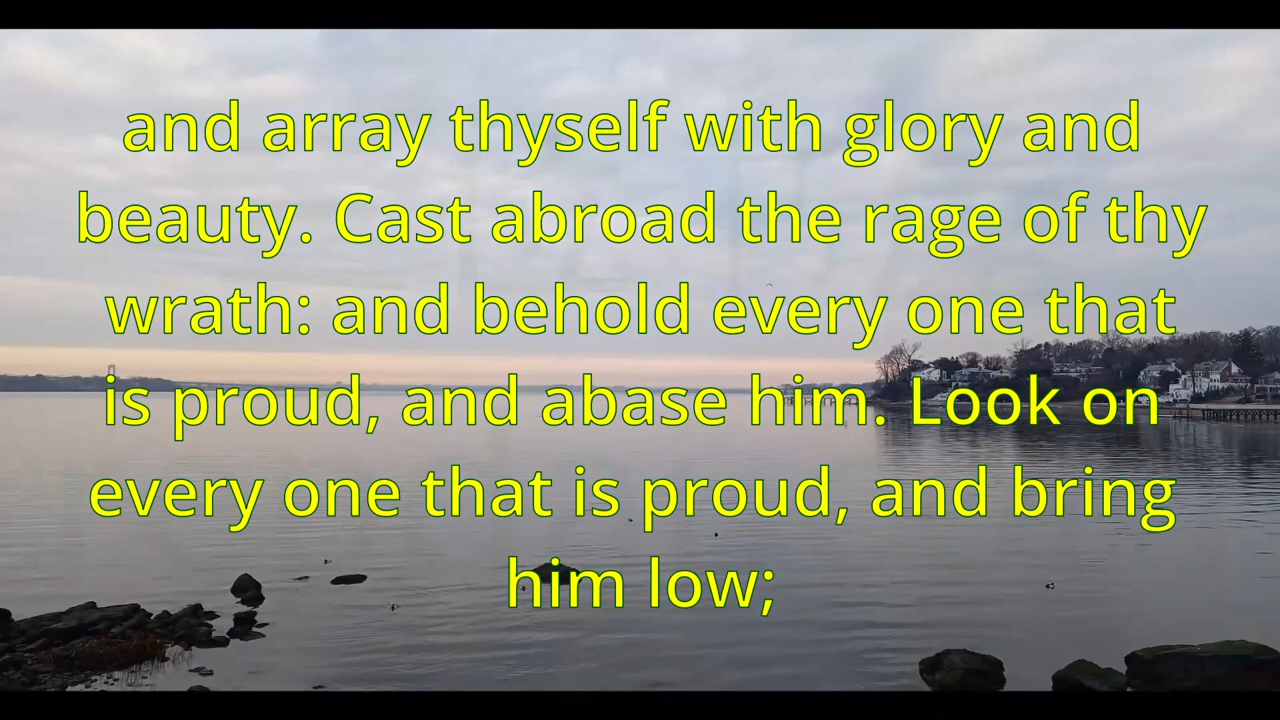 and array thyself with glory and
beauty. Cast abroad the rage of thy
wrath: and behold every one that
is proud, and abase him. Look on
every one that is proud, and bring
him low;